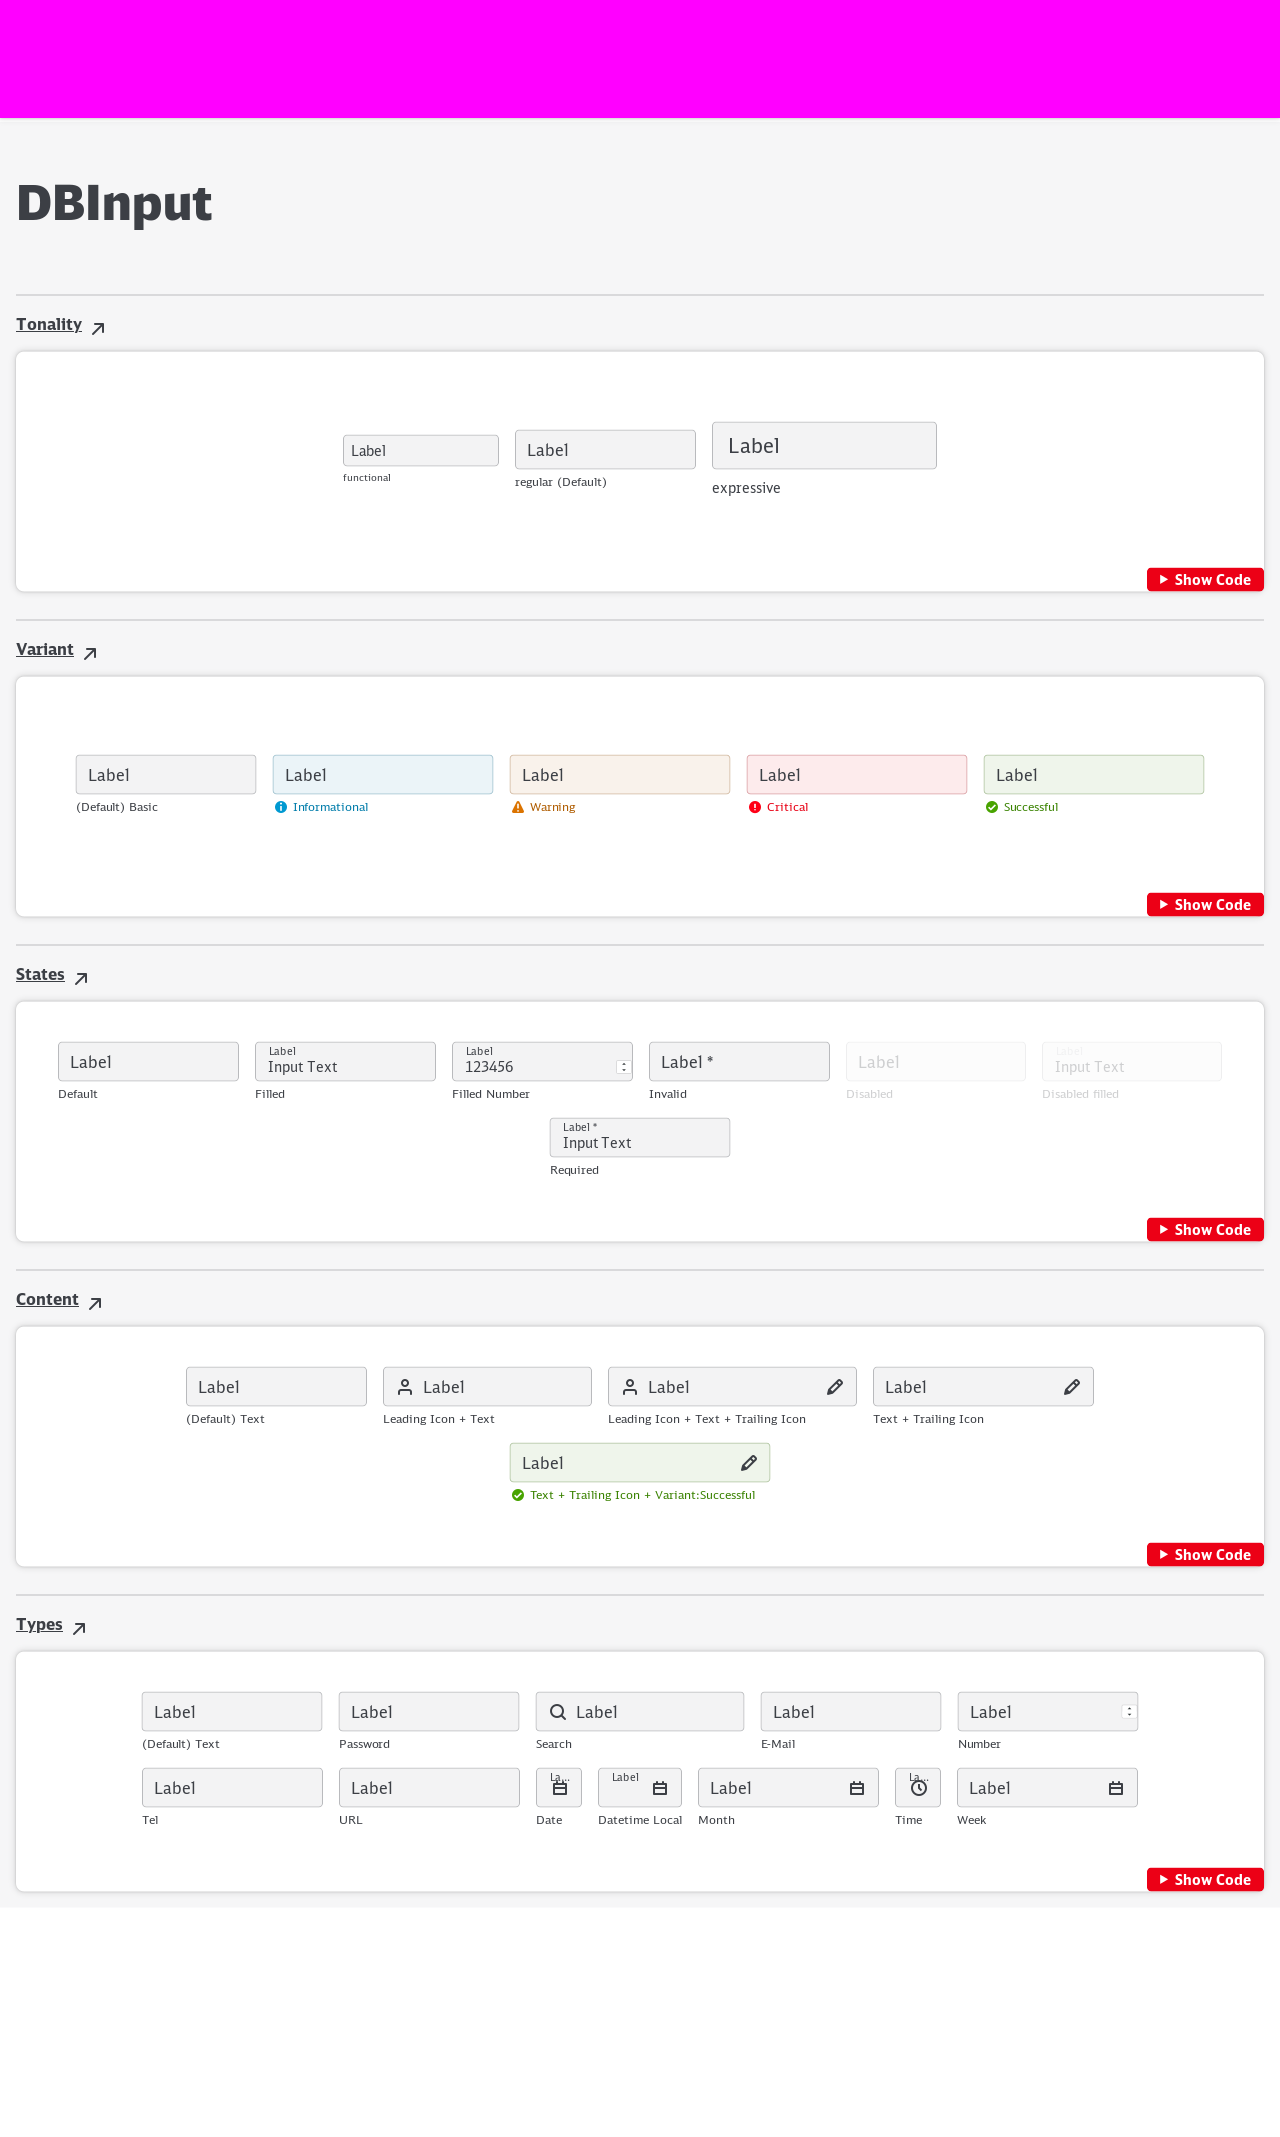 DBInput
Tonality
Label Label Label
functional regular (Default) expressive
Show Code
Variant
Label Label Label Label Label
(Default) Basic Informational Warning Critical Successful
Show Code
States
Label Label Label Label * Label Label
Input Text 123456 Input Text
Default Filled Filled Number Invalid Disabled Disabled filled
Label *
Input Text
Required
Show Code
Content
Label Label Label Label
(Default) Text Leading Icon + Text Leading Icon + Text + Trailing Icon Text + Trailing Icon
Label
Text + Trailing Icon + Variant:Successful
Show Code
Types
Label Label Label Label Label
(Default) Text Password Search E-Mail Number
Label Label La... Label Label La... Label
Tel URL Date Datetime Local Month Time Week
Show Code